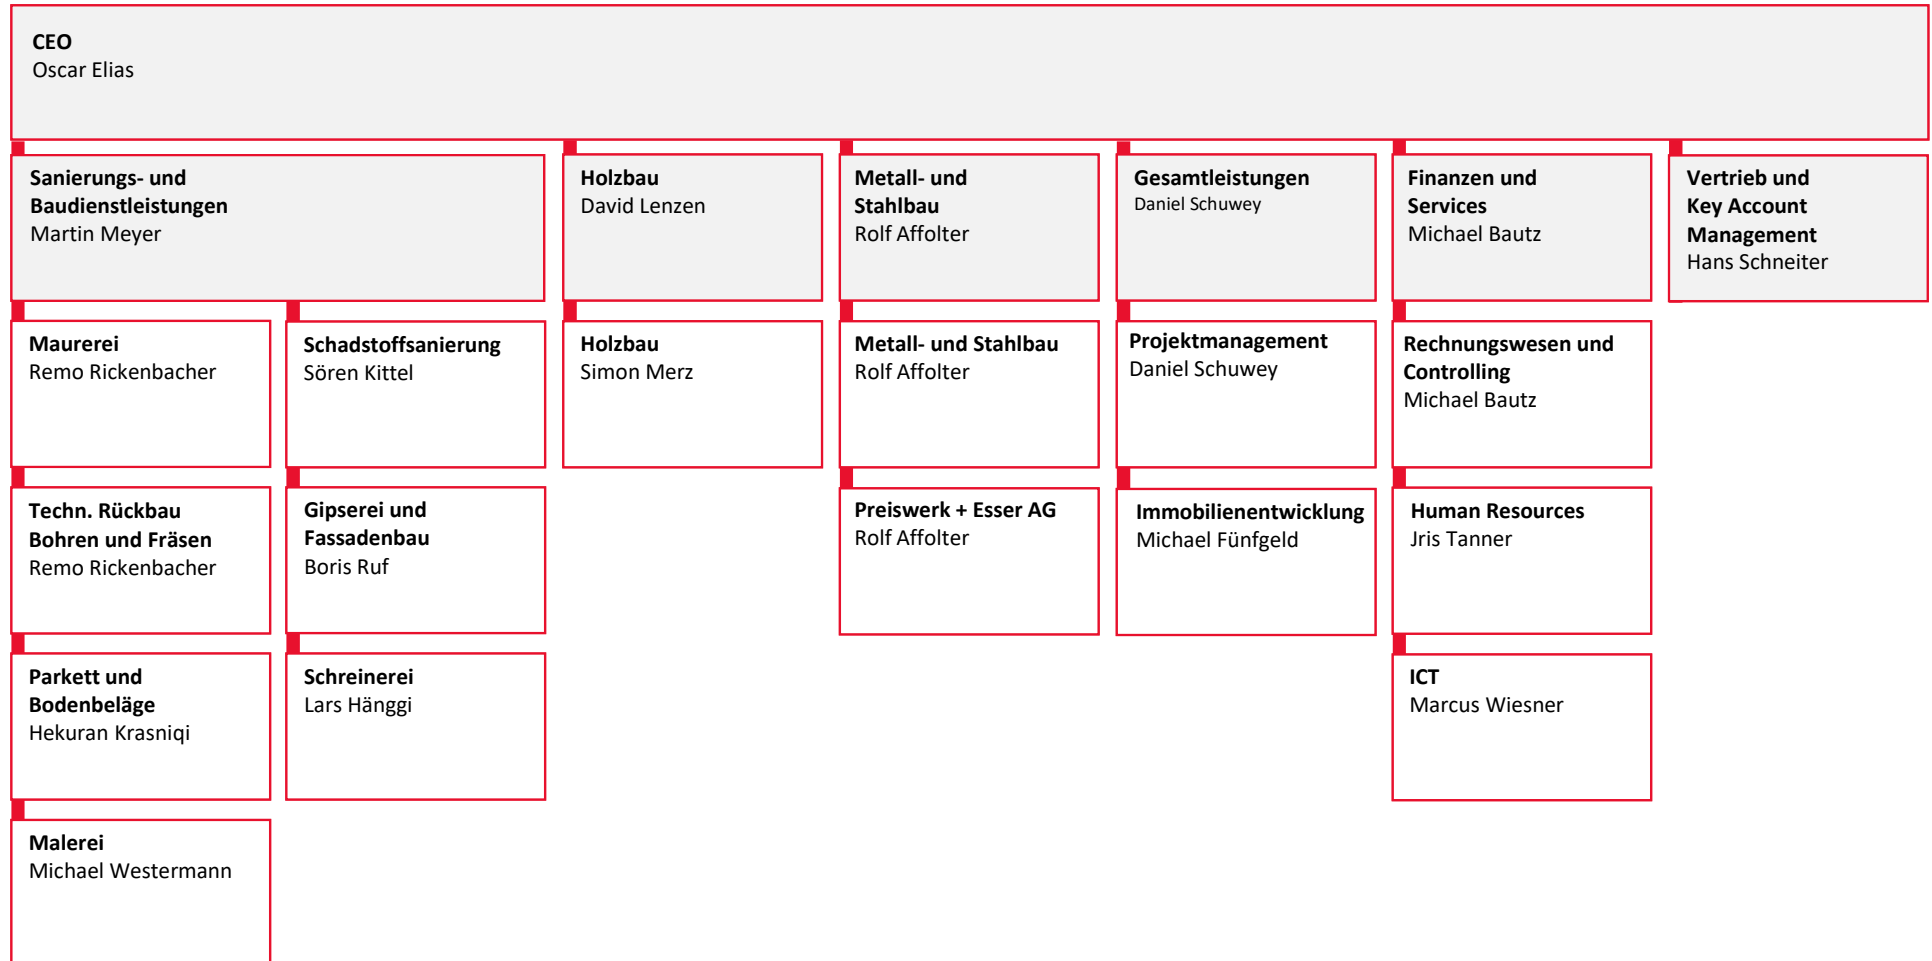 CEO
Oscar Elias
Sanierungs- und
Baudienstleistungen
Martin Meyer
Holzbau
David Lenzen
Metall- und
Stahlbau
Rolf Affolter
Gesamtleistungen
Daniel Schuwey
Finanzen und
Services
Michael Bautz
Vertrieb und
Key Account
Management
Hans Schneiter
Maurerei
Remo Rickenbacher
Schadstoffsanierung
Sören Kittel
Holzbau
Simon Merz
Metall- und Stahlbau
Rolf Affolter
Projektmanagement
Daniel Schuwey
Rechnungswesen und
Controlling
Michael Bautz
Techn. Rückbau
Bohren und Fräsen
Remo Rickenbacher
Gipserei und
Fassadenbau
Boris Ruf
Preiswerk + Esser AG
Rolf Affolter
Immobilienentwicklung
Michael Fünfgeld
Human Resources
Jris Tanner
Parkett und
Bodenbeläge
Hekuran Krasniqi
Schreinerei
Lars Hänggi
ICT
Marcus Wiesner
Malerei
Michael Westermann